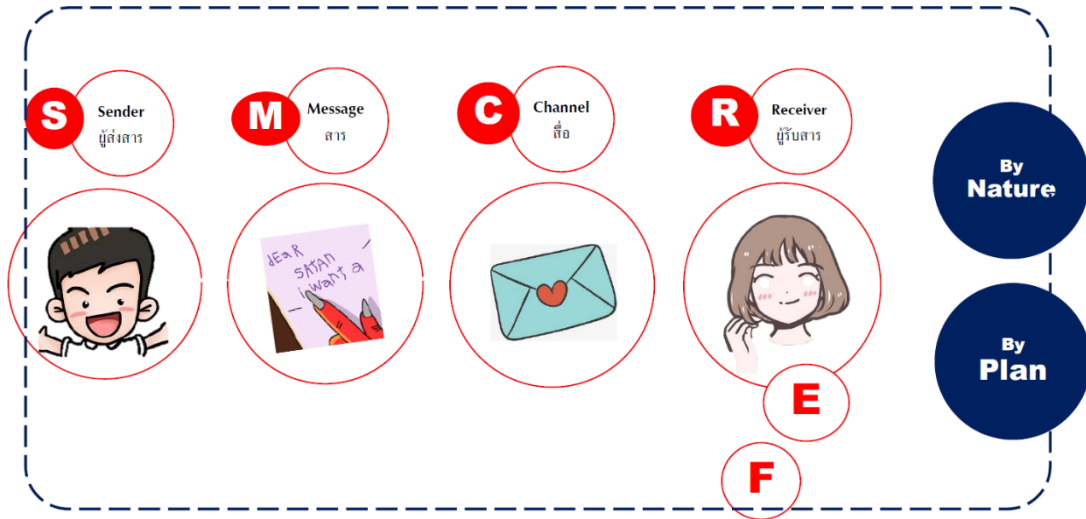 S
Sender
ผู้ส่งสาร
M
Message
สาร
C
Channel
สื่อ
R
Receiver
ผู้รับสาร
By
Nature
dEaR
SATAN
i want a
By
Plan
E
F